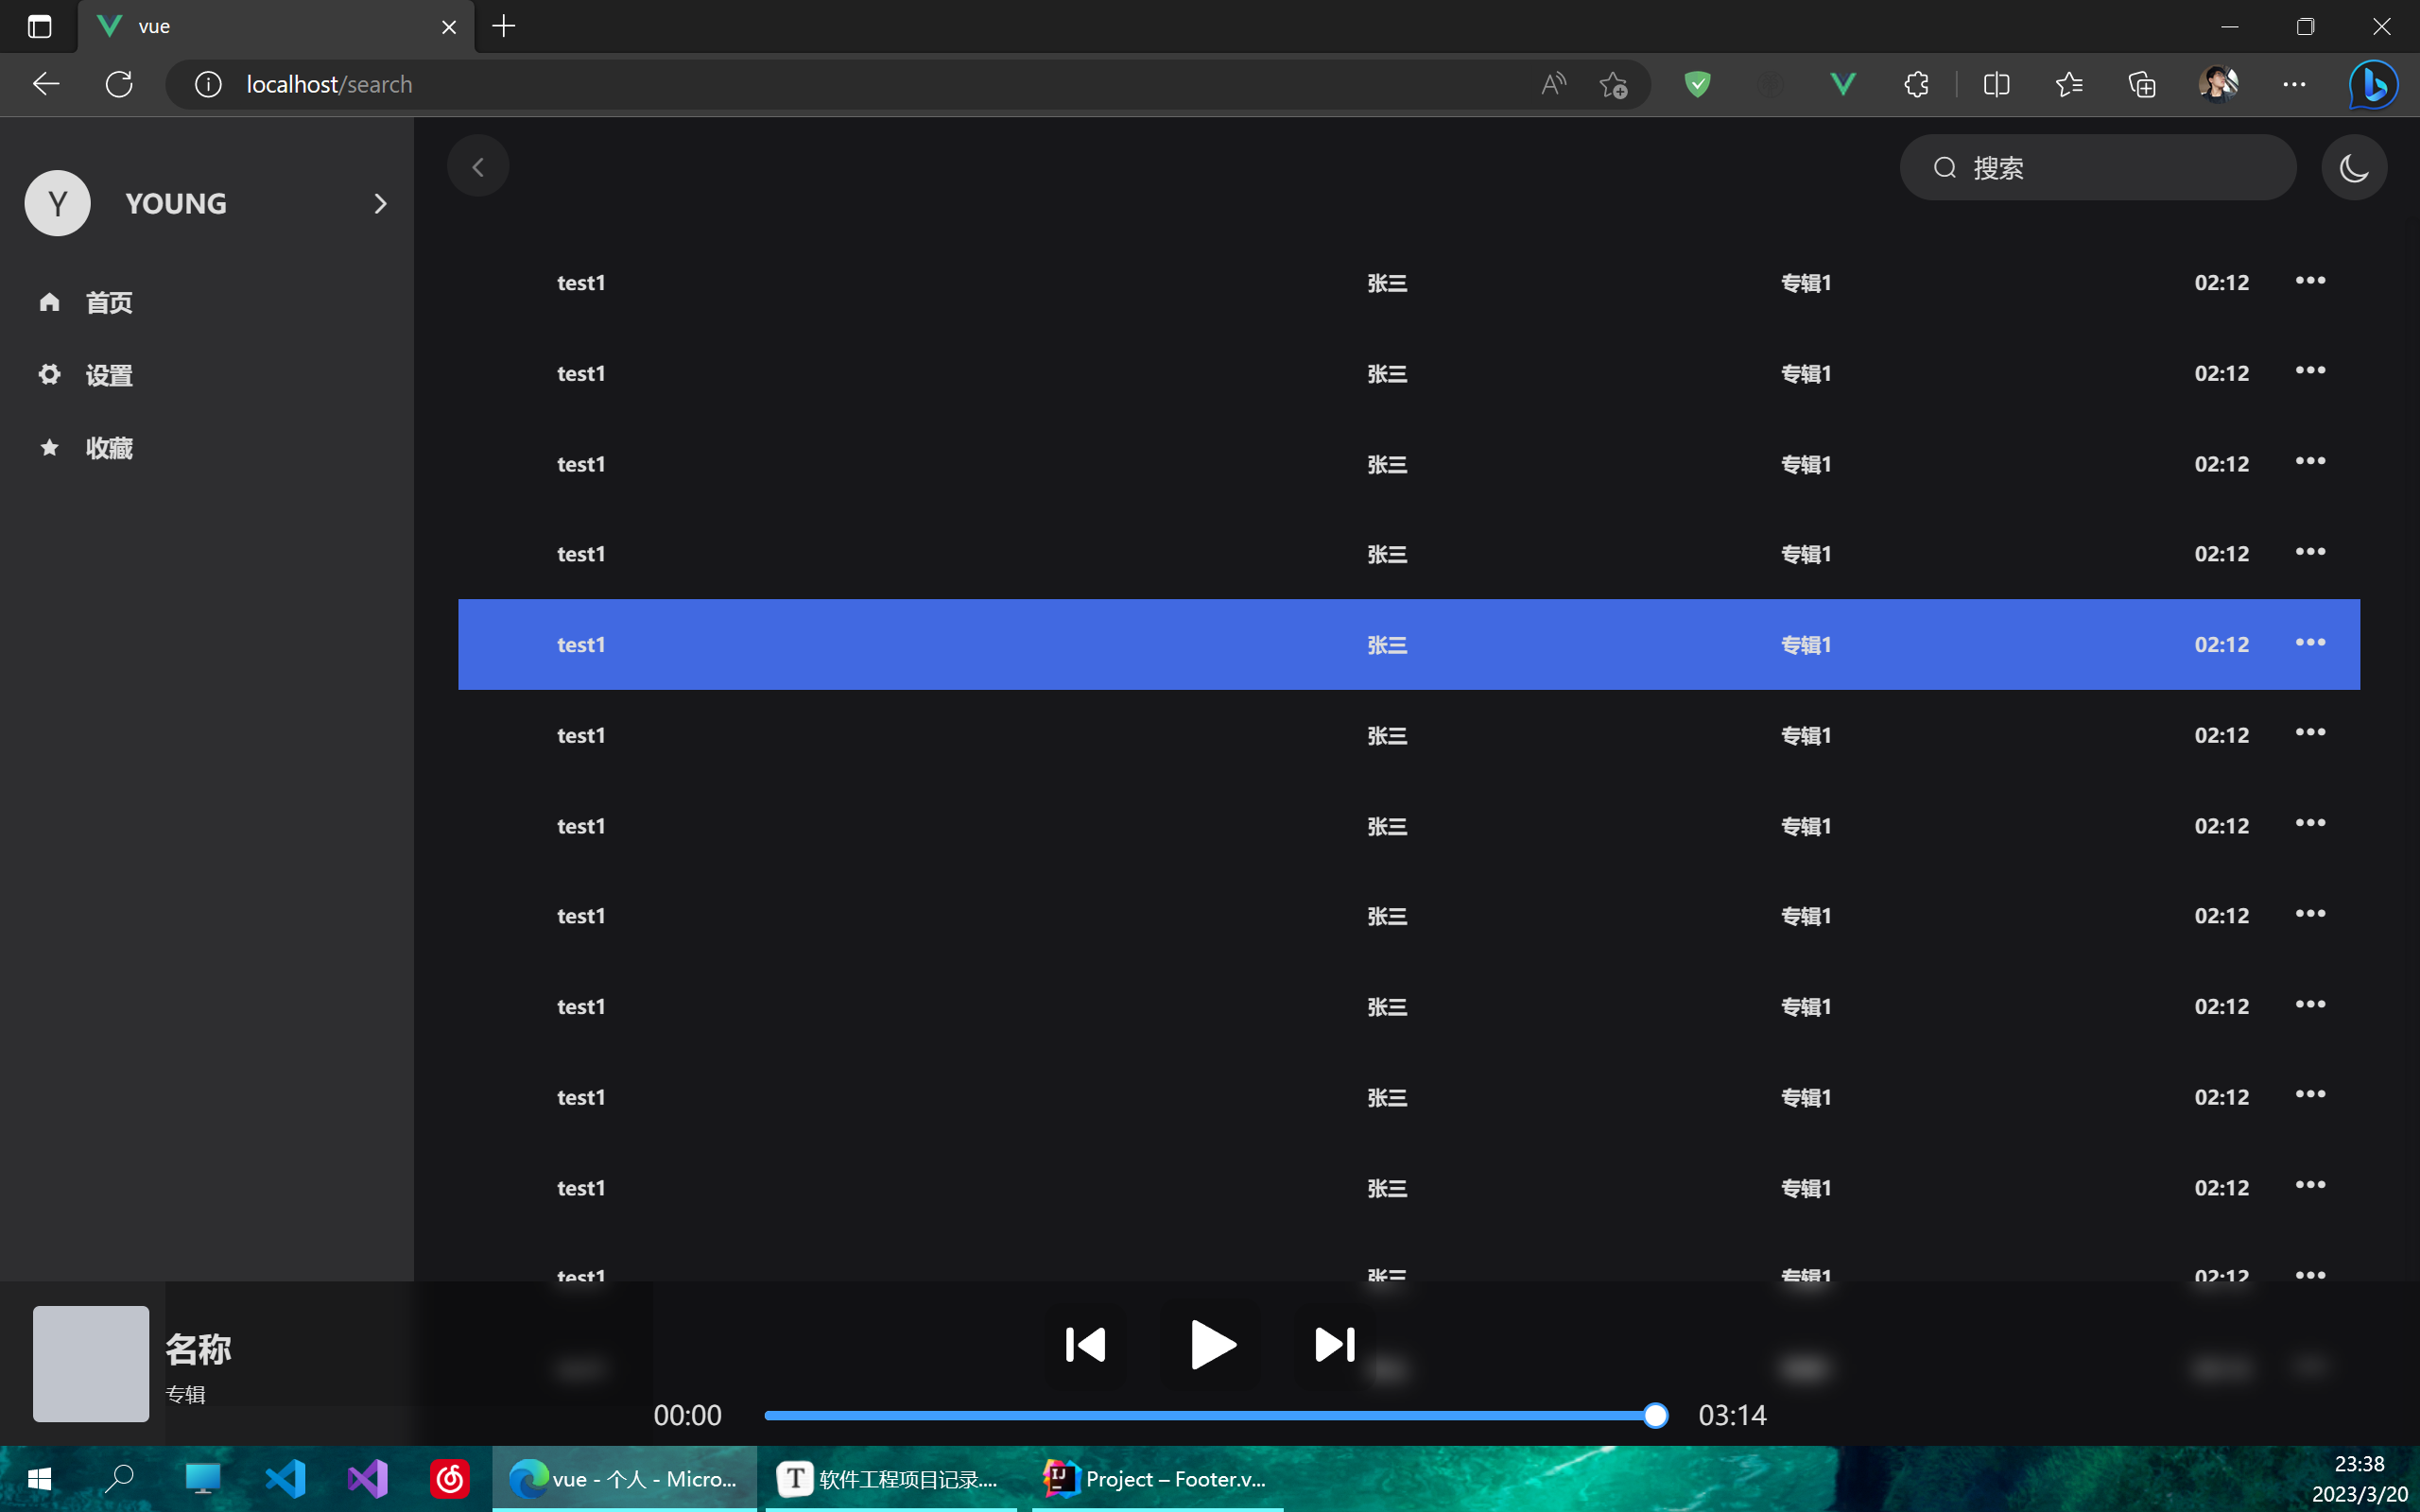 vue
localhost/search
Y YOUNG
搜索
首页
设置
收藏
test1 张三 专辑1 02:12
test1 张三 专辑1 02:12
test1 张三 专辑1 02:12
test1 张三 专辑1 02:12
test1 张三 专辑1 02:12
test1 张三 专辑1 02:12
test1 张三 专辑1 02:12
test1 张三 专辑1 02:12
test1 张三 专辑1 02:12
test1 张三 专辑1 02:12
test1 张三 专辑1 02:12
test1 张三 专辑1 02:12
名称
专辑
00:00 03:14
vue - 个人 - Micro...
T 软件工程项目记录....
IJ Project – Footer.v...
23:38
2023/3/20